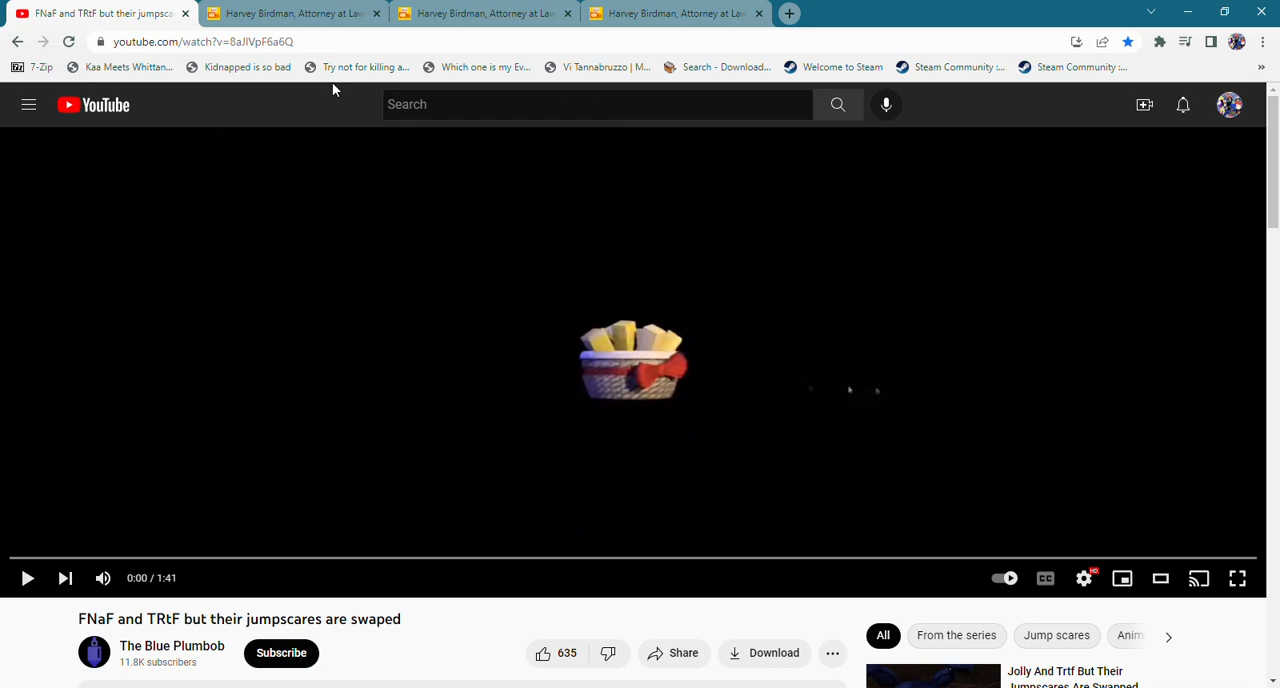 FNaF and TRtF but their jumpsca
Harvey Birdman, Attorney at Law
Harvey Birdman, Attorney at Law
Harvey Birdman, Attorney at Law
youtube.com/watch?v=8aJlVpF6a6Q
7-Zip
Kaa Meets Whittan...
Kidnapped is so bad
Try not for killing a...
Which one is my Ev...
Vi Tannabruzzo | M...
Search - Download...
Welcome to Steam
Steam Community :...
Steam Community :...
YouTube
Search
0:00 / 1:41
CC
HD
FNaF and TRtF but their jumpscares are swaped
The Blue Plumbob
11.8K subscribers
Subscribe
635
Share
Download
All
From the series
Jump scares
Anim
Jolly And Trtf But Their
Jumpscares Are Swapped